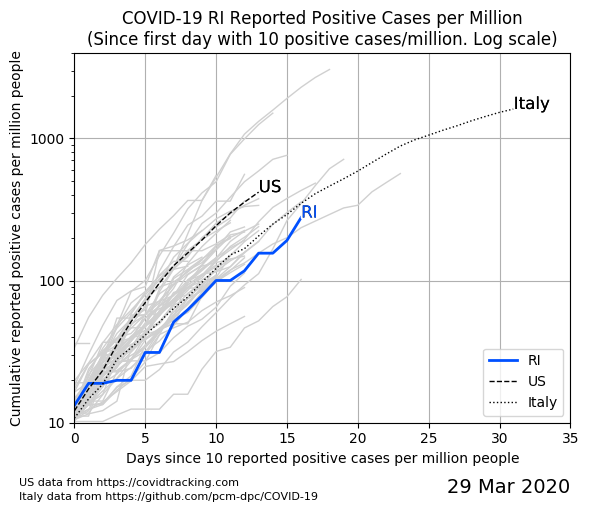 COVID-19 RI Reported Positive Cases per Million
(Since first day with 10 positive cases/million. Log scale)
Cumulative reported positive cases per million people
1000
100
10
Italy
US
RI
RI
US
Italy
0 5 10 15 20 25 30 35
Days since 10 reported positive cases per million people
US data from https://covidtracking.com
Italy data from https://github.com/pcm-dpc/COVID-19
29 Mar 2020